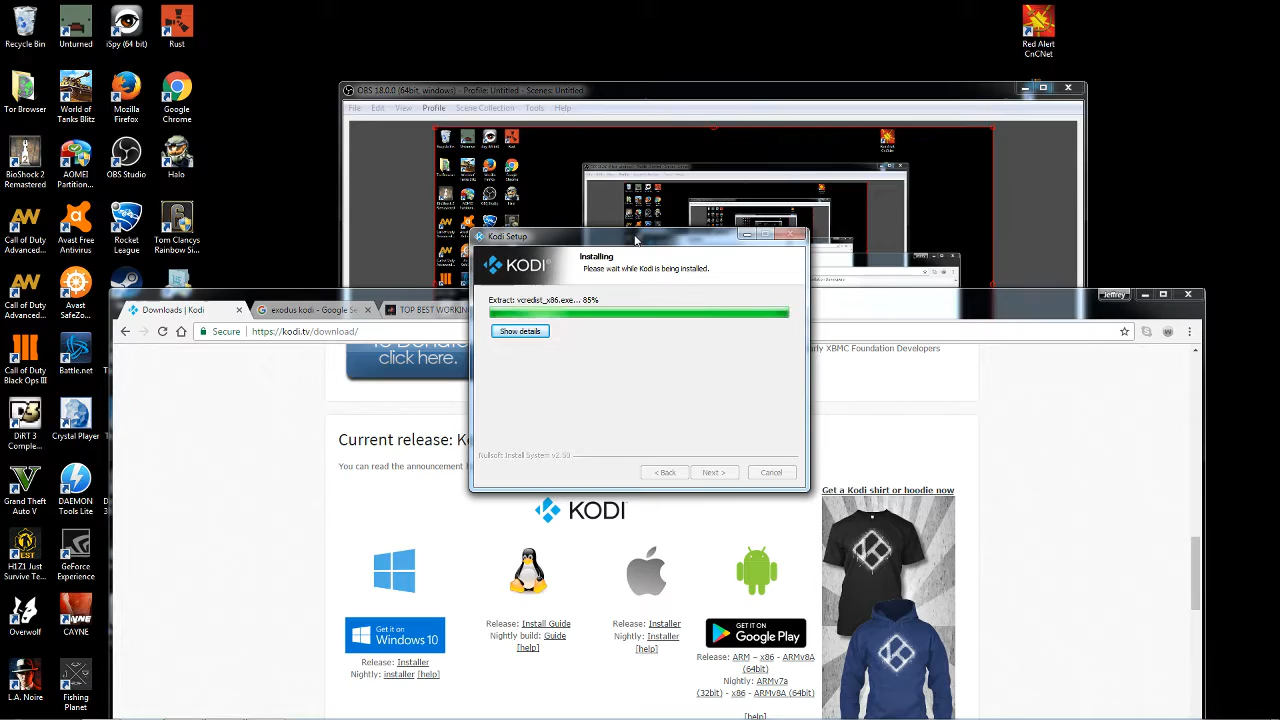 Recycle Bin
Unturned
iSpy (64 bit)
Rust
Red Alert
CnCNet
Tor Browser
World of
Tanks Blitz
Mozilla
Firefox
Google
Chrome
BioShock 2
Remastered
AOMEI
Partition...
OBS Studio
Halo
Call of Duty
Advanced...
Avast Free
Antivirus
Rocket
League
Tom Clancys
Rainbow Si...
Call of Duty
Advanced...
Avast
SafeZo...
Call of Duty
Black Ops III
Battle.net
DiRT 3
Comple...
Crystal Player
Grand Theft
Auto V
DAEMON
Tools Lite
H1Z1 Just
Survive Te...
GeForce
Experience
Overwolf
CAYNE
L.A. Noire
Fishing
Planet
OBS 18.0.0 (64bit, windows) - Profile: Untitled - Scenes: Untitled
File Edit View Profile Scene Collection Tools Help
Kodi Setup
KODI
Installing
Please wait while Kodi is being installed.
Extract: vcredist_x86.exe... 85%
Show details
Nullsoft Install System v2.50
< Back Next > Cancel
Jeffrey
Downloads | Kodi
exodus kodi - Google Se
TOP BEST WORKIN
Secure https://kodi.tv/download/
click here.
arly XBMC Foundation Developers
Current release: K
You can read the announcement
KODI
Get a Kodi shirt or hoodie now
Get it on
Windows 10
Release: Installer
Nightly: installer [help]
Release: Install Guide
Nightly build: Guide
[help]
Release: Installer
Nightly: Installer
[help]
GET IT ON
Google Play
Release: ARM – x86 - ARMv8A
(64bit)
Nightly: ARMv7a
(32bit) - x86 - ARMv8A (64bit)
[help]